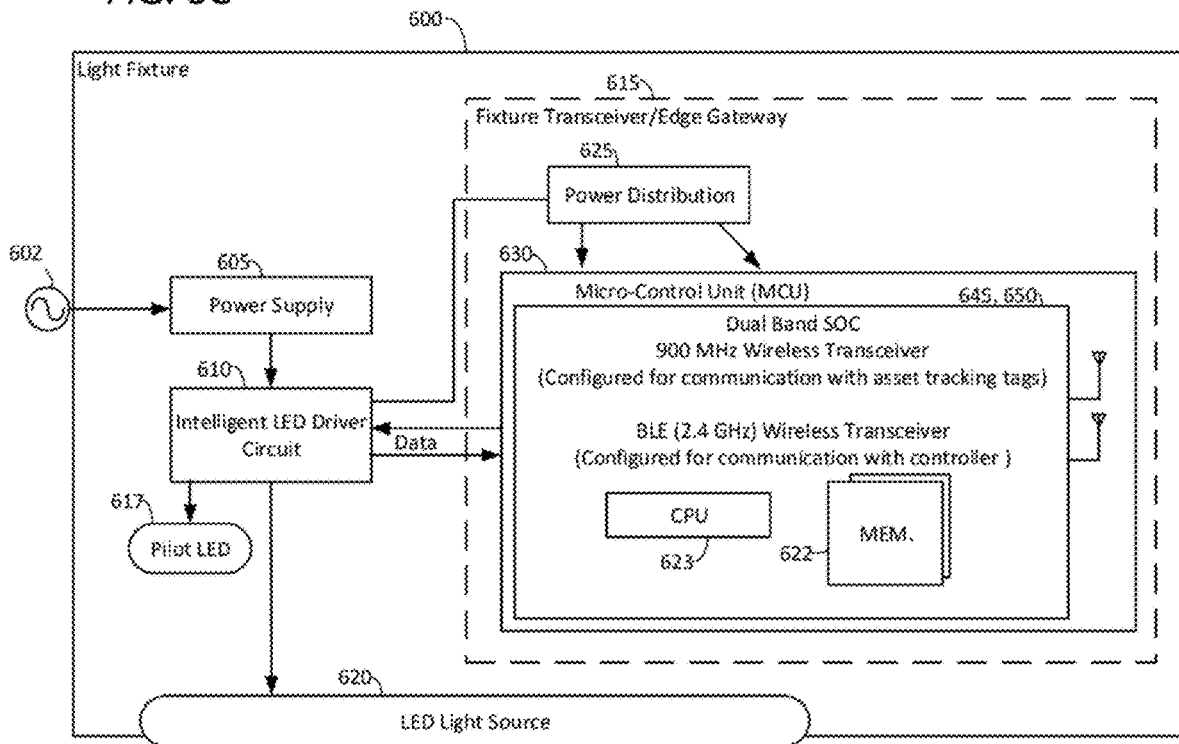 600
Light Fixture
615
Fixture Transceiver/Edge Gateway
625
Power Distribution
602
605
Power Supply
630
Micro-Control Unit (MCU)
645, 650
Dual Band SOC
900 MHz Wireless Transceiver
(Configured for communication with asset tracking tags)
610
Intelligent LED Driver
Circuit
Data
BLE (2.4 GHz) Wireless Transceiver
(Configured for communication with controller )
617
Pilot LED
CPU
623
MEM.
622
620
LED Light Source